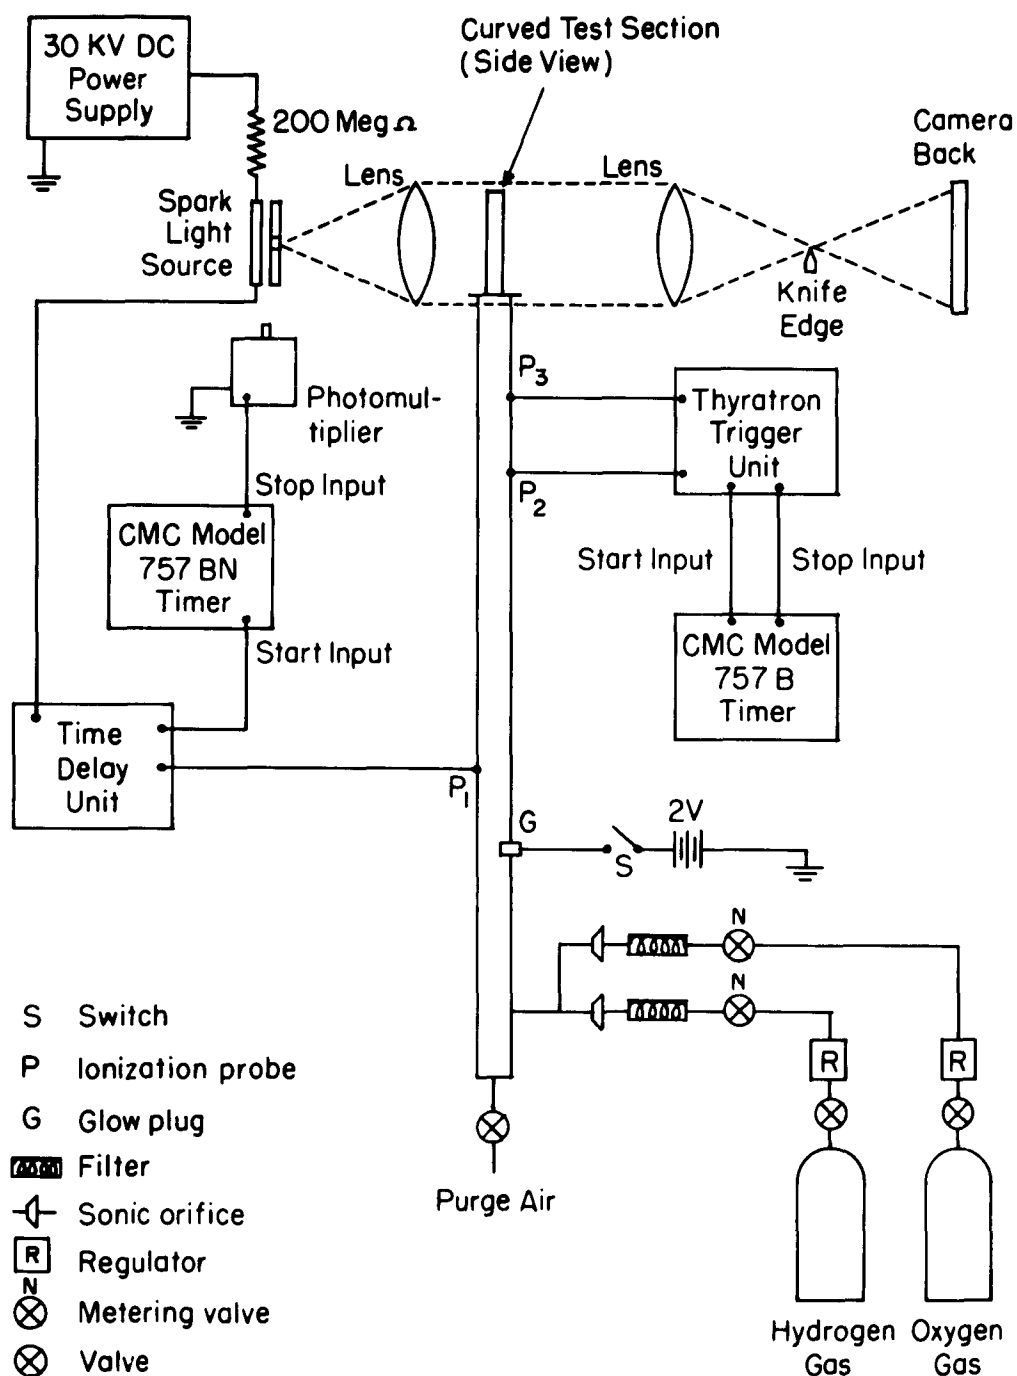 30 KV DC
Power
Supply
200 Meg Ω
Spark
Light
Source
Lens
Curved Test Section
(Side View)
Lens
Camera
Back
Knife
Edge
Photomul-
tiplier
Stop Input
CMC Model
757 BN
Timer
Start Input
Time
Delay
Unit
P1
P3
P2
Thyratron
Trigger
Unit
Start Input
Stop Input
CMC Model
757 B
Timer
G
S
2V
N
N
R
R
Hydrogen
Gas
Oxygen
Gas
Purge Air
S Switch
P Ionization probe
G Glow plug
Filter
Sonic orifice
R Regulator
N
Metering valve
Valve